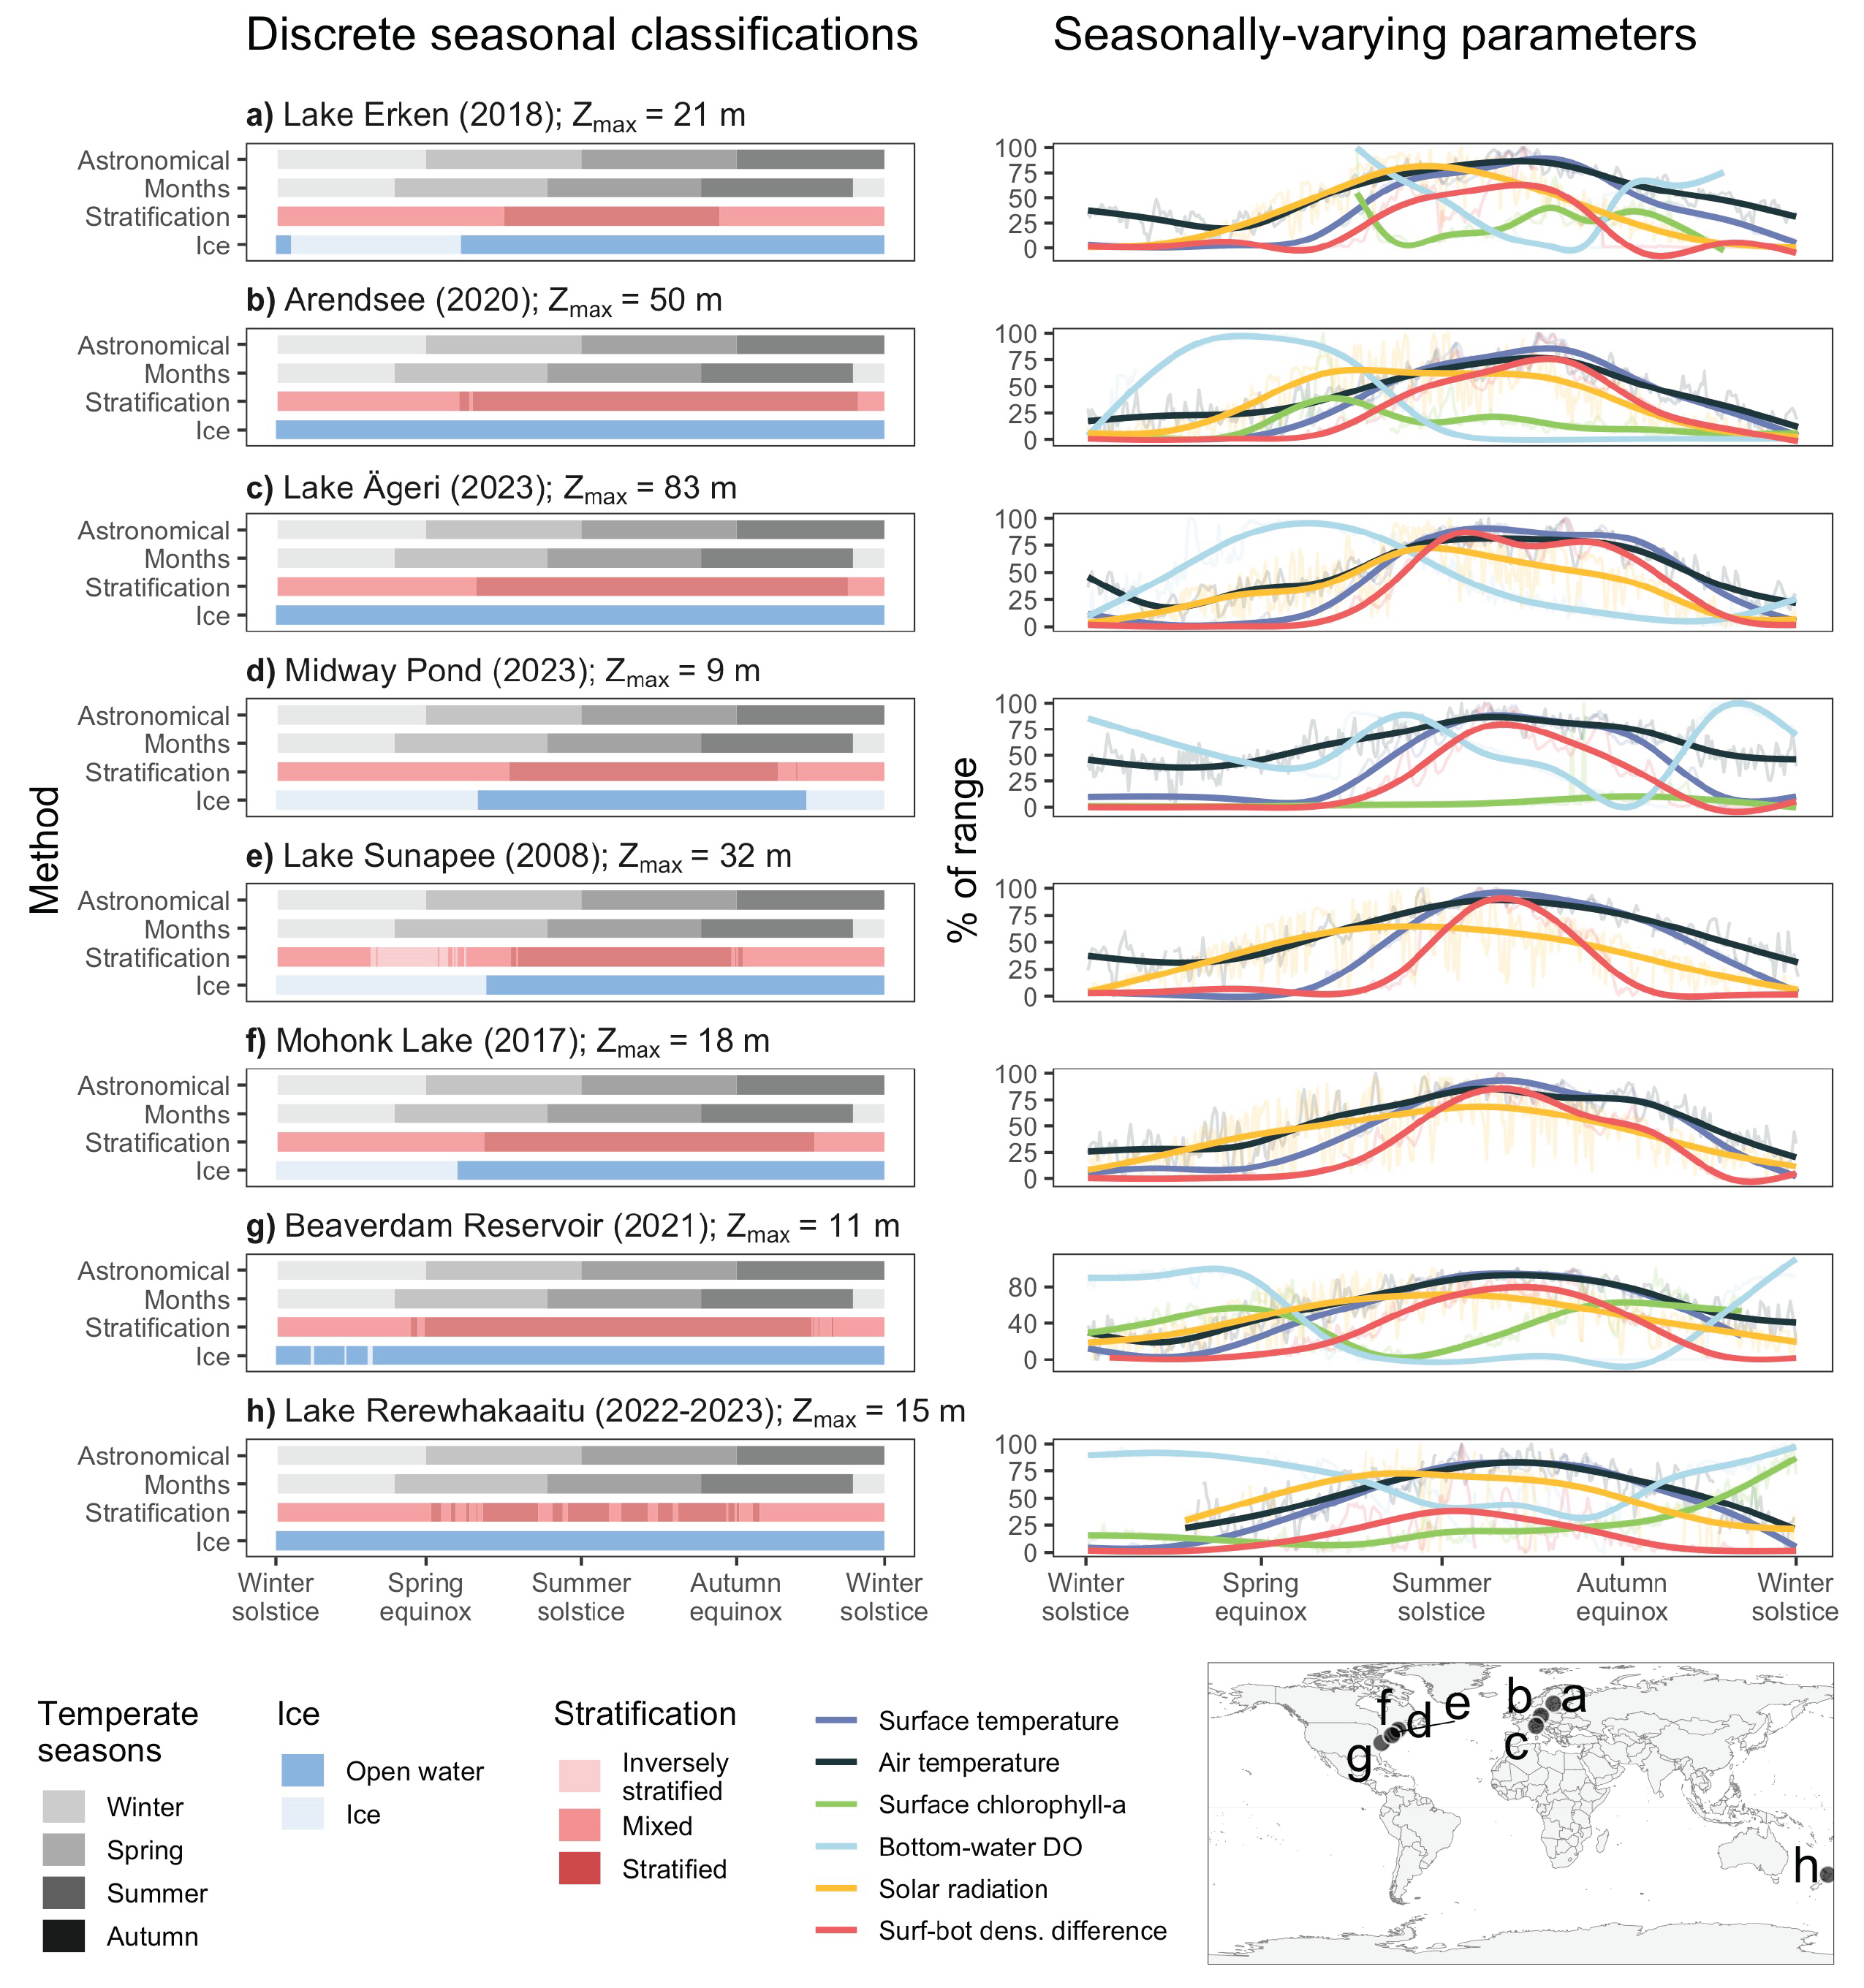 Discrete seasonal classifications
Seasonally-varying parameters
Method
% of range
a) Lake Erken (2018); Zmax = 21 m
Astronomical
Months
Stratification
Ice
100
75
50
25
0
b) Arendsee (2020); Zmax = 50 m
Astronomical
Months
Stratification
Ice
100
75
50
25
0
c) Lake Ägeri (2023); Zmax = 83 m
Astronomical
Months
Stratification
Ice
100
75
50
25
0
d) Midway Pond (2023); Zmax = 9 m
Astronomical
Months
Stratification
Ice
100
75
50
25
0
e) Lake Sunapee (2008); Zmax = 32 m
Astronomical
Months
Stratification
Ice
100
75
50
25
0
f) Mohonk Lake (2017); Zmax = 18 m
Astronomical
Months
Stratification
Ice
100
75
50
25
0
g) Beaverdam Reservoir (2021); Zmax = 11 m
Astronomical
Months
Stratification
Ice
80
40
0
h) Lake Rerewhakaaitu (2022-2023); Zmax = 15 m
Astronomical
Months
Stratification
Ice
100
75
50
25
0
Winter solstice
Spring equinox
Summer solstice
Autumn equinox
Winter solstice
Winter solstice
Spring equinox
Summer solstice
Autumn equinox
Winter solstice
Temperate
seasons
Winter
Spring
Summer
Autumn
Ice
Open water
Ice
Stratification
Inversely
stratified
Mixed
Stratified
Surface temperature
Air temperature
Surface chlorophyll-a
Bottom-water DO
Solar radiation
Surf-bot dens. difference
f
d
e
g
b
a
c
h